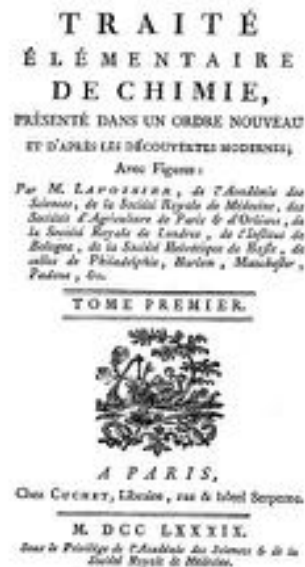 TRAITÉ
ÉLÉMENTAIRE
DE CHIMIE,
PRÉSENTÉ DANS UN ORDRE NOUVEAU
ET D'APRÈS LES DÉCOUVERTES MODERNES;
Avec Figures:
Par M. LAVOISIER, de l'Académie des
Sciences, de la Société Royale de Médecine, des
Sociétés d'Agriculture de Paris & d'Orléans, de
la Société Royale de Londres, de l'Institut de
Bologne, de la Société Helvétique de Basle, de
celles de Philadelphie, Harlem, Manchester,
Padoue, &c.
TOME PREMIER.
A PARIS,
Chez CUCHET, Libraire, rue & hôtel Serpente.
M. DCC LXXXIX.
Sous le Privilège de l'Académie des Sciences & de la
Société Royale de Médecine.